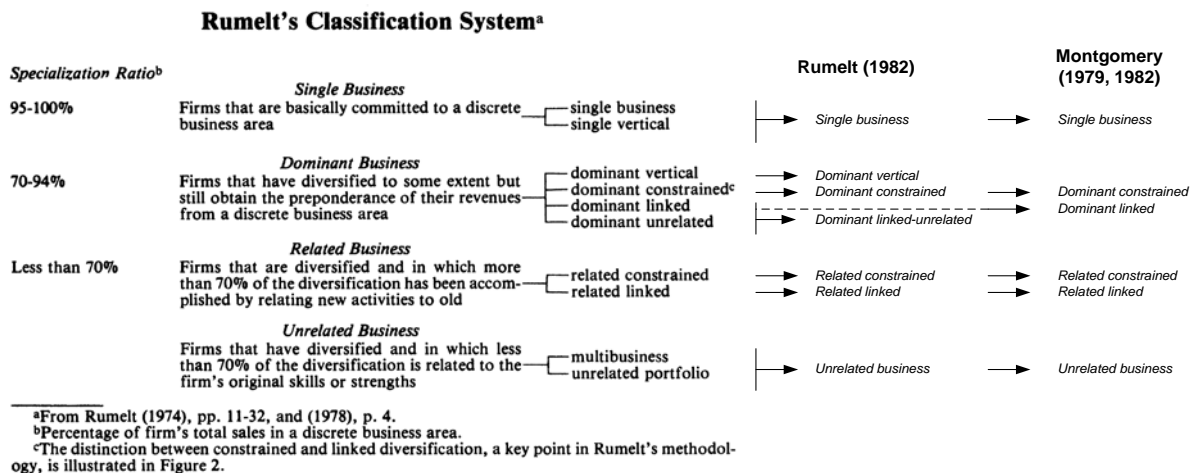 Rumelt's Classification Systemᵃ
Specialization Ratioᵇ
Rumelt (1982)
Montgomery
(1979, 1982)
Single Business
95-100%
Firms that are basically committed to a discrete
business area
single business
single vertical
Single business
Single business
Dominant Business
70-94%
Firms that have diversified to some extent but
still obtain the preponderance of their revenues
from a discrete business area
dominant vertical
dominant constrainedᶜ
dominant linked
dominant unrelated
Dominant vertical
Dominant constrained
Dominant linked-unrelated
Dominant constrained
Dominant linked
Related Business
Less than 70%
Firms that are diversified and in which more
than 70% of the diversification has been accom-
plished by relating new activities to old
related constrained
related linked
Related constrained
Related linked
Related constrained
Related linked
Unrelated Business
Firms that have diversified and in which less
than 70% of the diversification is related to the
firm's original skills or strengths
multibusiness
unrelated portfolio
Unrelated business
Unrelated business
ᵃFrom Rumelt (1974), pp. 11-32, and (1978), p. 4.
ᵇPercentage of firm's total sales in a discrete business area.
ᶜThe distinction between constrained and linked diversification, a key point in Rumelt's methodol-
ogy, is illustrated in Figure 2.